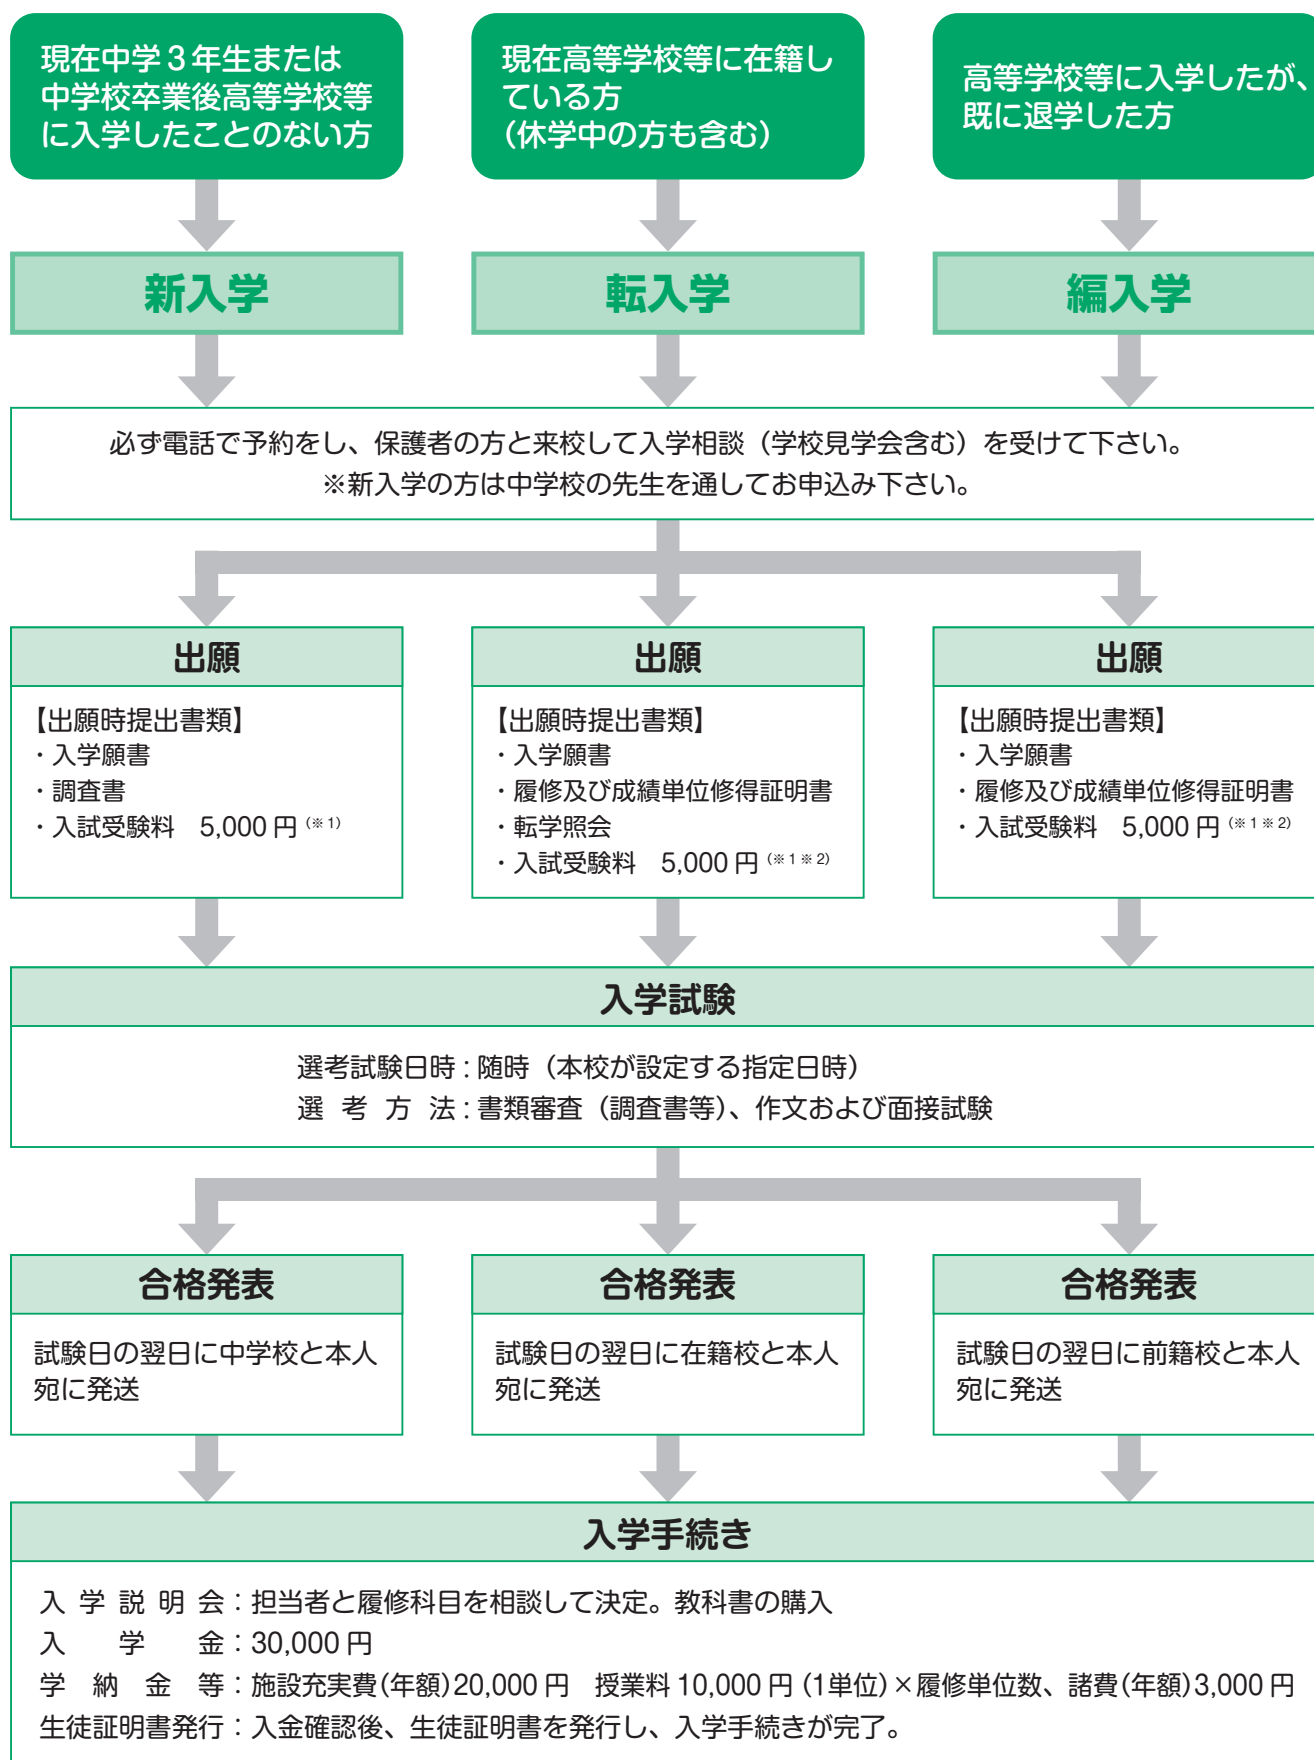 現在中学３年生または
中学校卒業後高等学校等
に入学したことのない方
現在高等学校等に在籍し
ている方
（休学中の方も含む）
高等学校等に入学したが、
既に退学した方
新入学
転入学
編入学
必ず電話で予約をし、保護者の方と来校して入学相談（学校見学会含む）を受けて下さい。
※新入学の方は中学校の先生を通してお申込み下さい。
出願
【出願時提出書類】
・入学願書
・調査書
・入試受験料　5,000 円 (※1)
出願
【出願時提出書類】
・入学願書
・履修及び成績単位修得証明書
・転学照会
・入試受験料　5,000 円 (※1※2)
出願
【出願時提出書類】
・入学願書
・履修及び成績単位修得証明書
・入試受験料　5,000 円 (※1※2)
入学試験
選考試験日時：随時（本校が設定する指定日時）
選 考 方 法：書類審査（調査書等）、作文および面接試験
合格発表
試験日の翌日に中学校と本人
宛に発送
合格発表
試験日の翌日に在籍校と本人
宛に発送
合格発表
試験日の翌日に前籍校と本人
宛に発送
入学手続き
入 学 説 明 会：担当者と履修科目を相談して決定。教科書の購入
入　学　金：30,000 円
学 納 金 等：施設充実費(年額)20,000 円　授業料 10,000 円 (1単位)×履修単位数、諸費(年額)3,000 円
生徒証明書発行：入金確認後、生徒証明書を発行し、入学手続きが完了。